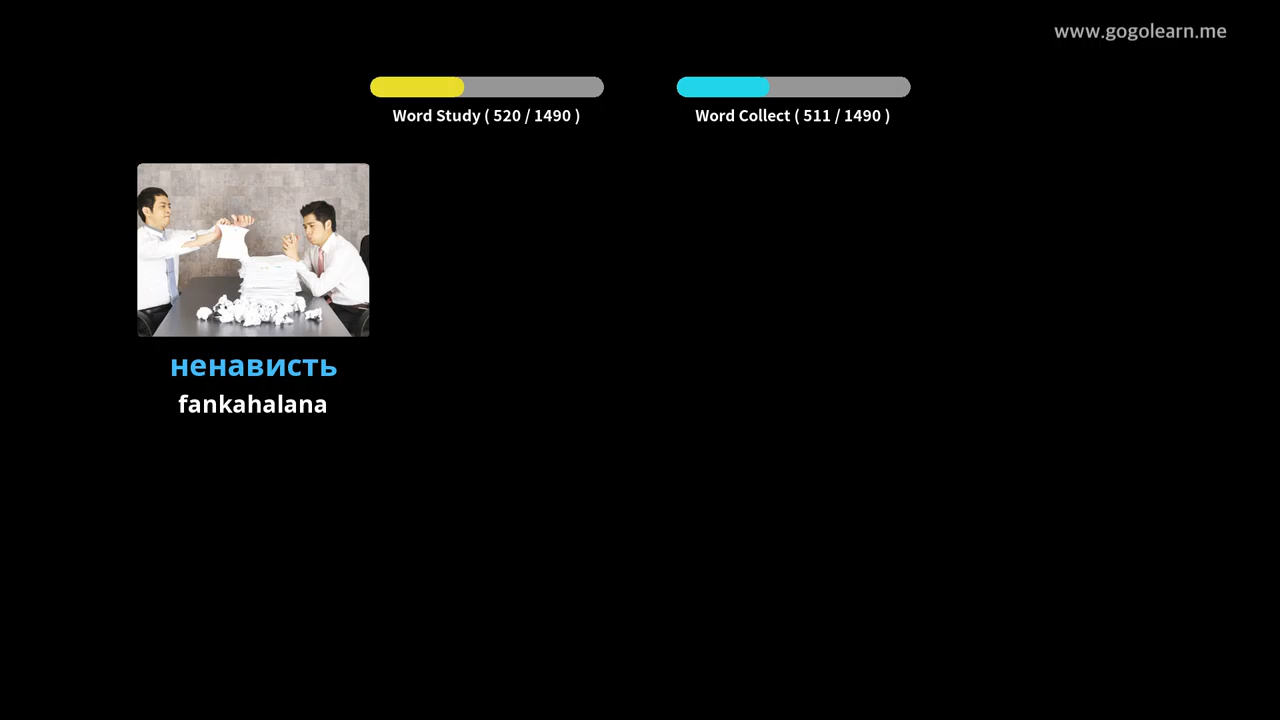 www.gogolearn.me
Word Study ( 520 / 1490 )
Word Collect ( 511 / 1490 )
ненависть
fankahalana